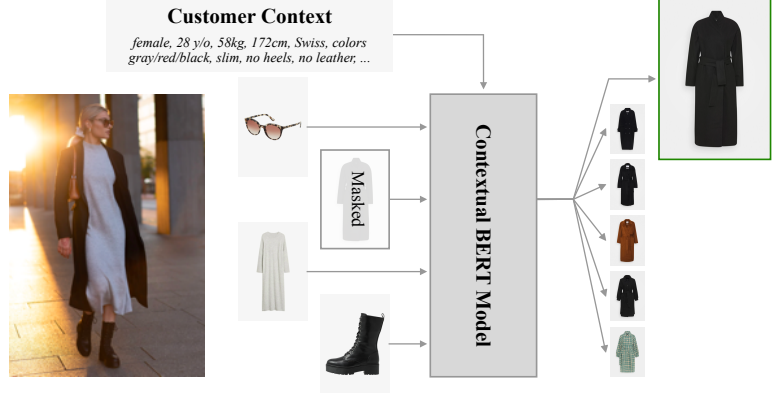 Customer Context
female, 28 y/o, 58kg, 172cm, Swiss, colors
gray/red/black, slim, no heels, no leather, ...
Masked
Contextual BERT Model